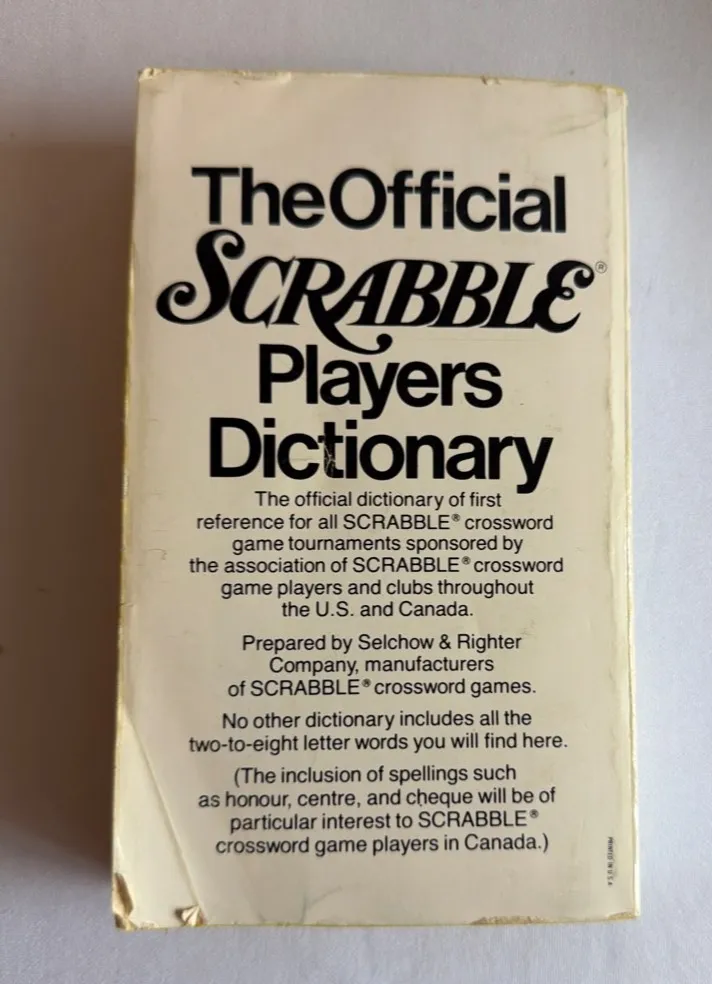 The Official
SCRABBLE®
Players
Dictionary
The official dictionary of first
reference for all SCRABBLE® crossword
game tournaments sponsored by
the association of SCRABBLE® crossword
game players and clubs throughout
the U.S. and Canada.
Prepared by Selchow & Righter
Company, manufacturers
of SCRABBLE® crossword games.
No other dictionary includes all the
two-to-eight letter words you will find here.
(The inclusion of spellings such
as honour, centre, and cheque will be of
particular interest to SCRABBLE®
crossword game players in Canada.)
PRINTED IN U.S.A